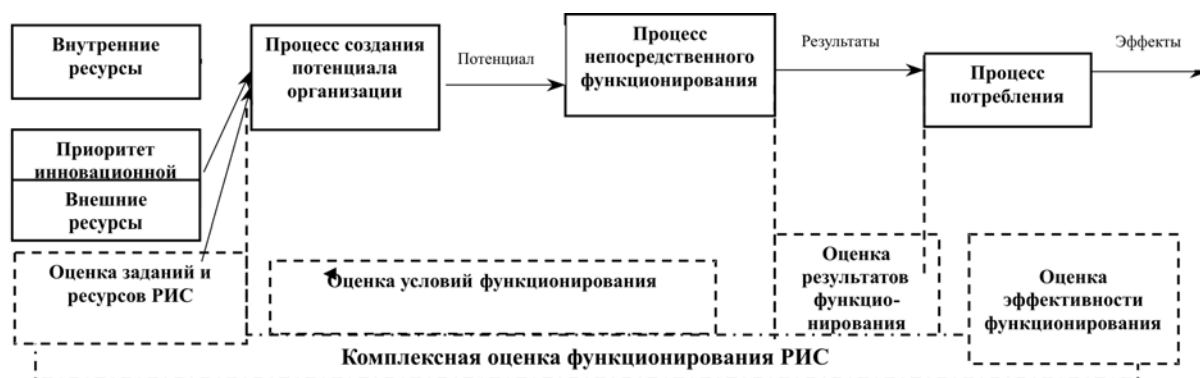 Внутренние
ресурсы
Процесс создания
потенциала
организации
Потенциал
Процесс
непосредственного
функционирования
Результаты
Процесс
потребления
Эффекты
Приоритет
инновационной
Внешние
ресурсы
Оценка заданий и
ресурсов РИС
Оценка условий функционирования
Оценка
результатов
функцио-
нирования
Оценка
эффективности
функционирования
Комплексная оценка функционирования РИС